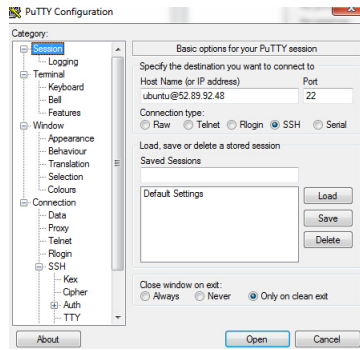 PuTTY Configuration
Category:
Session
Logging
Terminal
Keyboard
Bell
Features
Window
Appearance
Behaviour
Translation
Selection
Colours
Connection
Data
Proxy
Telnet
Rlogin
SSH
Kex
Cipher
Auth
TTY
Basic options for your PuTTY session
Specify the destination you want to connect to
Host Name (or IP address) Port
ubuntu@52.89.92.48 22
Connection type:
Raw Telnet Rlogin SSH Serial
Load, save or delete a stored session
Saved Sessions
Default Settings
Load
Save
Delete
Close window on exit:
Always Never Only on clean exit
About Open Cancel